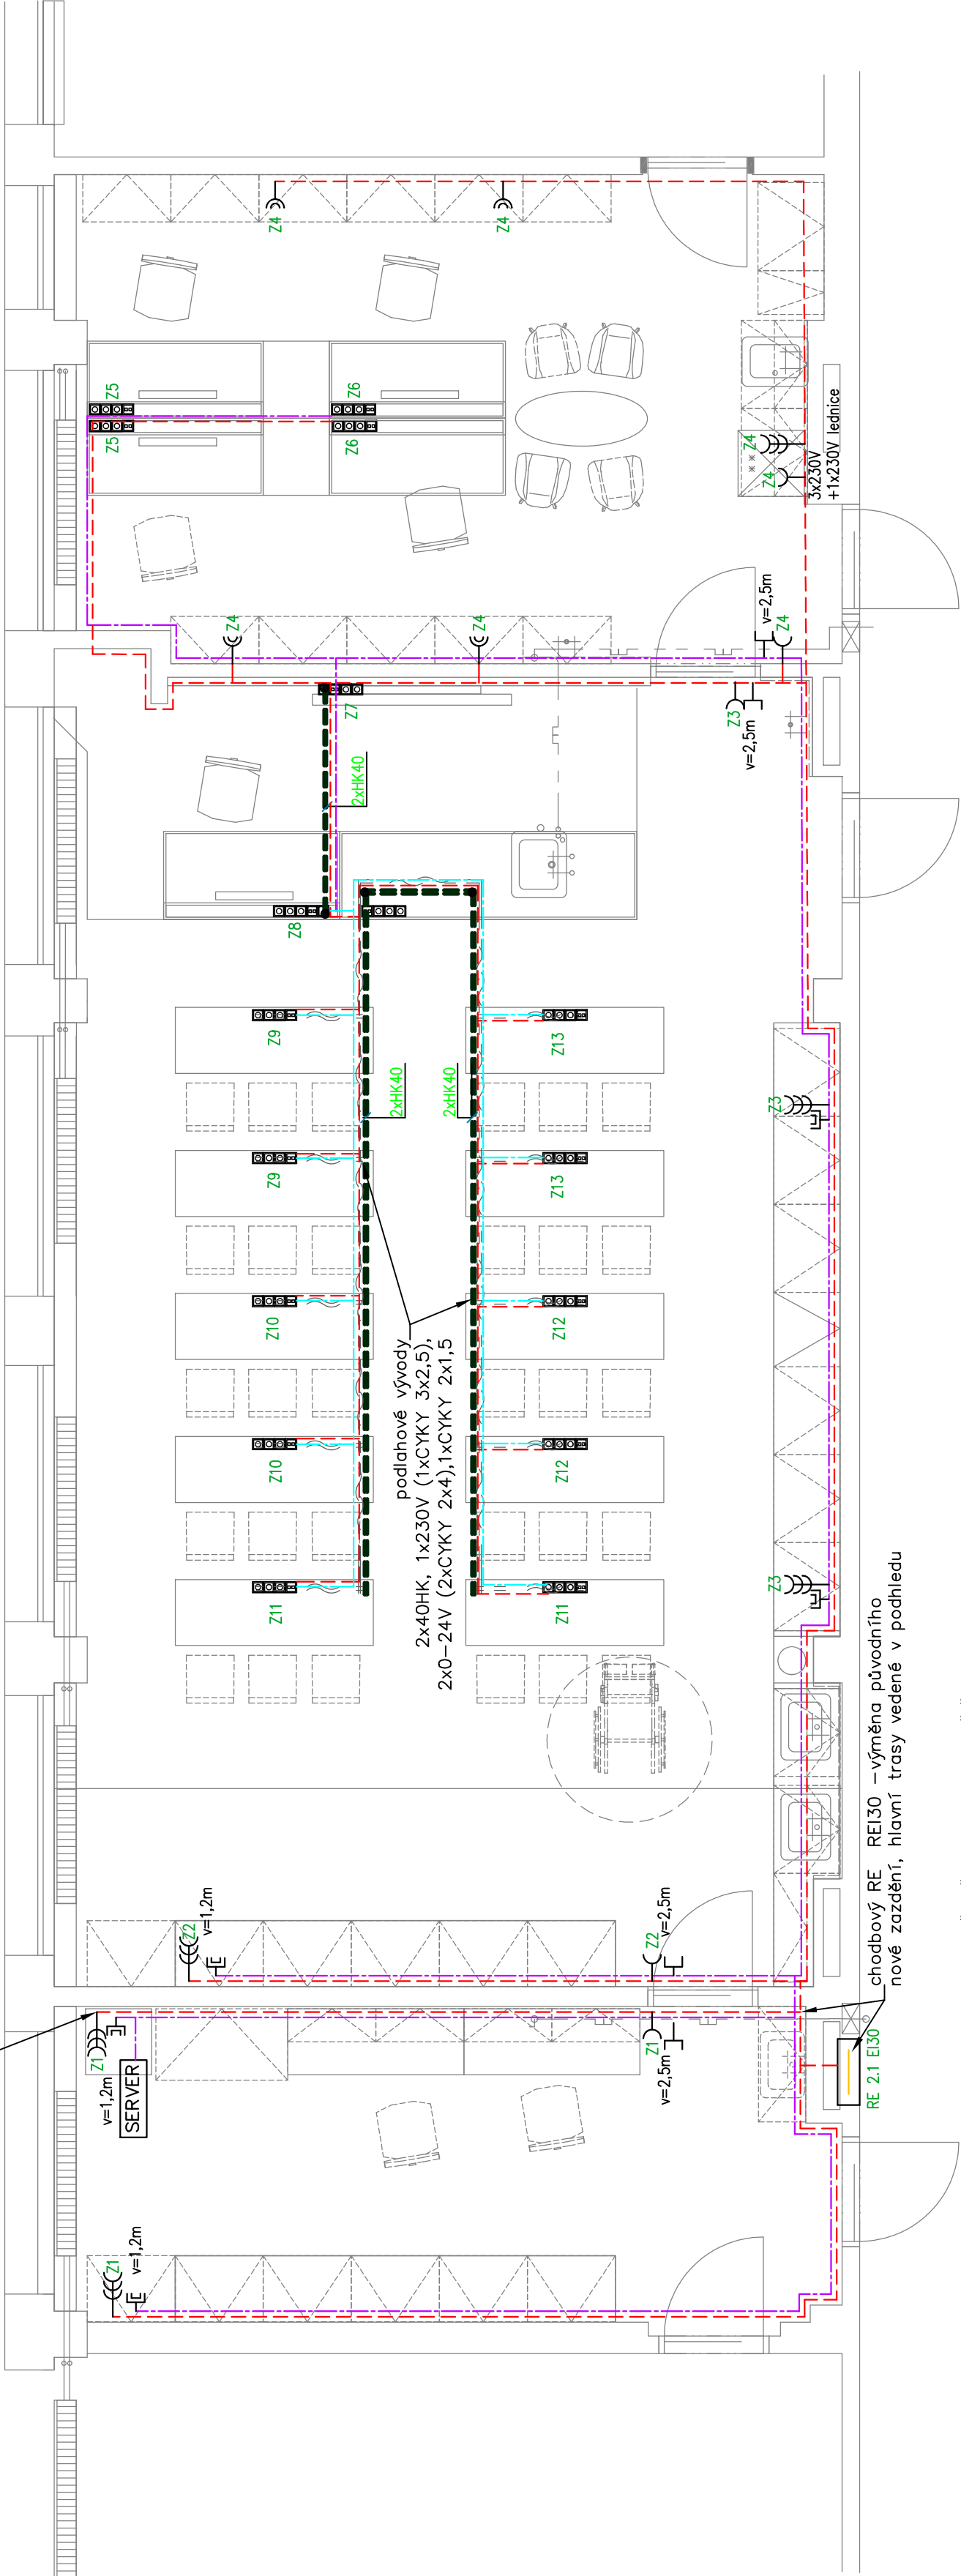 Z4
Z4
Z5
Z5
Z6
Z6
Z4
Z4
3x230V
+1x230V lednice
Z4
Z4
v=2,5m
Z4
Z3
v=2,5m
Z7
2xHK40
Z8
Z9
Z13
2xHK40
2xHK40
Z3
Z9
Z13
Z10
Z12
podlahové vývody
2x40HK, 1x230V (1xCYKY 3x2,5),
2x0-24V (2xCYKY 2x4),1xCYKY 2x1,5
Z10
Z12
Z11
Z11
Z3
chodbový RE REI30 -výměna původního
nové zazdění, hlavní trasy vedené v podhledu
Z2
v=1,2m
Z2
v=2,5m
Z1
v=1,2m
SERVER
Z1
v=2,5m
RE 2.1 EI30
Z1
v=1,2m